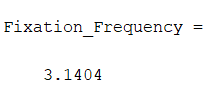 Fixation_Frequency =
3.1404